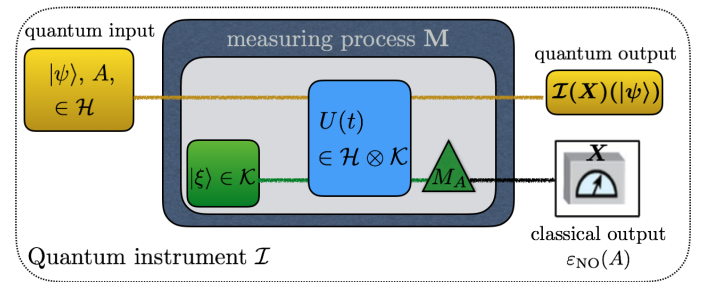 quantum input
|ψ⟩, A,
∈ ℋ
measuring process M
|ξ⟩ ∈ 𝒦
U(t)
∈ ℋ ⊗ 𝒦
M_A
quantum output
ℐ(X)(|ψ⟩)
X
classical output
ε_NO(A)
Quantum instrument ℐ